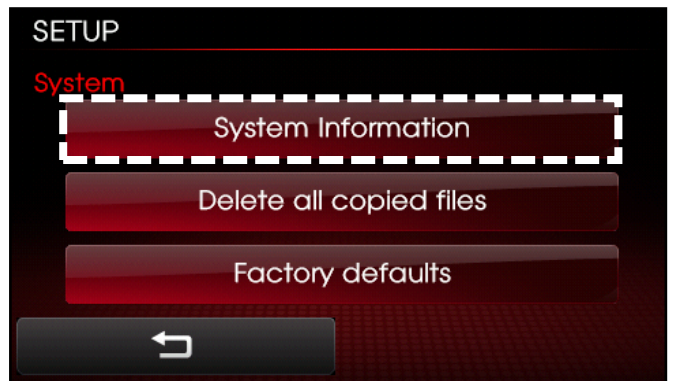 SETUP
System
System Information
Delete all copied files
Factory defaults